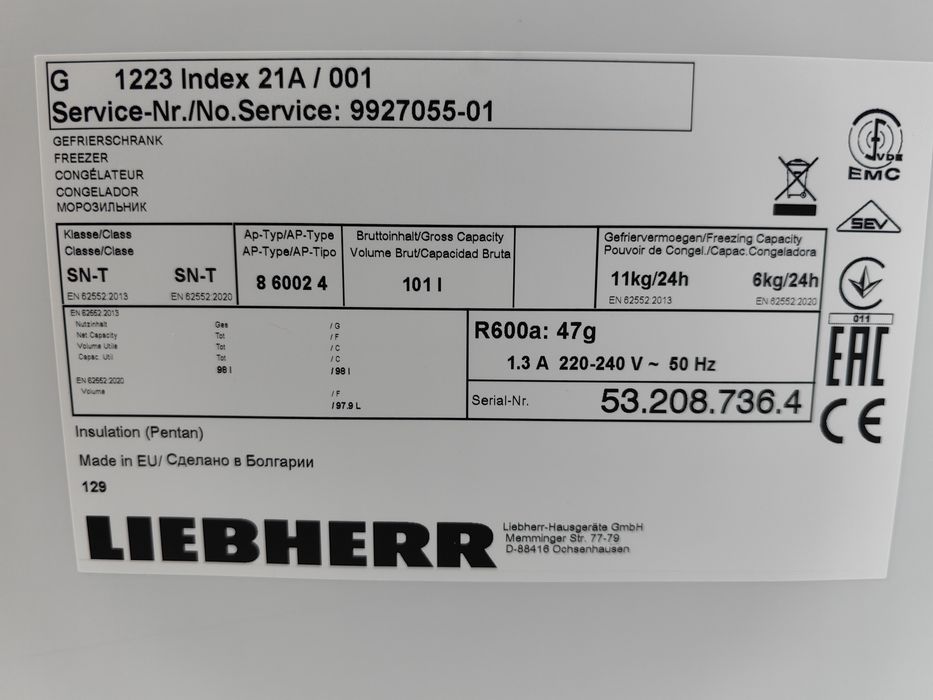 G 1223 Index 21A / 001
Service-Nr./No.Service: 9927055-01
GEFRIERSCHRANK
FREEZER
CONGÉLATEUR
CONGELADOR
МОРОЗИЛЬНИК
VDE
EMC
SEV
Klasse/Class
Classe/Clase
SN-T SN-T
EN 62552:2013 EN 62552:2020
Ap-Typ/AP-Type
AP-Type/AP-Tipo
8 6002 4
Bruttoinhalt/Gross Capacity
Volume Brut/Capacidad Bruta
101 l
Gefriervermoegen/Freezing Capacity
Pouvoir de Congel./Capac.Congeladora
11kg/24h 6kg/24h
EN 62552:2013 EN 62552:2020
011
EAC
CE
EN 62552:2013
Nutzinhalt Ges /G
Net Capacity Tot /F
Volume Utile Tot /C
Capac. Util Tot /C
98 l /98 l
EN 62552:2020
Volume /F
/97.9 L
R600a: 47g
1.3 A 220-240 V ~ 50 Hz
Serial-Nr. 53.208.736.4
Insulation (Pentan)
Made in EU/ Сделано в Болгарии
129
LIEBHERR
Liebherr-Hausgeräte GmbH
Memminger Str. 77-79
D-88416 Ochsenhausen